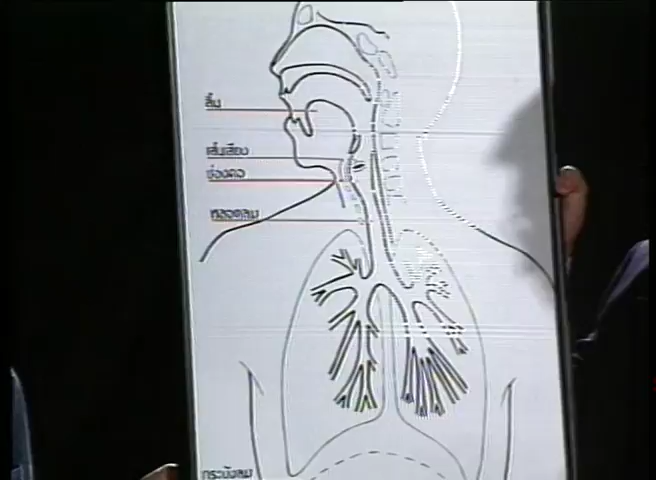 ลิ้น
เส้นเสียง
ช่องคอ
หลอดลม
กระบังลม